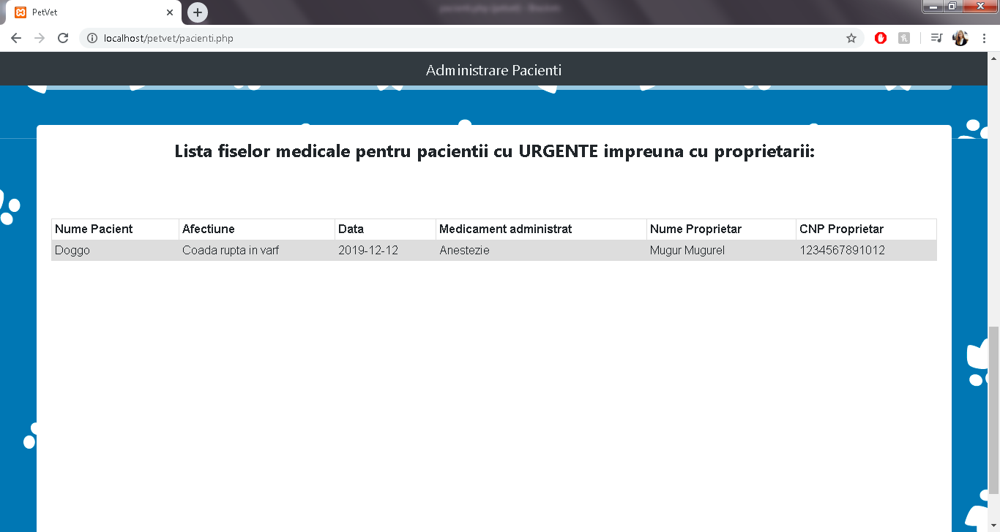 PetVet
localhost/petvet/pacienti.php
Administrare Pacienti
Lista fiselor medicale pentru pacientii cu URGENTE impreuna cu proprietarii:
Nume Pacient Afectiune Data Medicament administrat Nume Proprietar CNP Proprietar
Doggo Coada rupta in varf 2019-12-12 Anestezie Mugur Mugurel 1234567891012